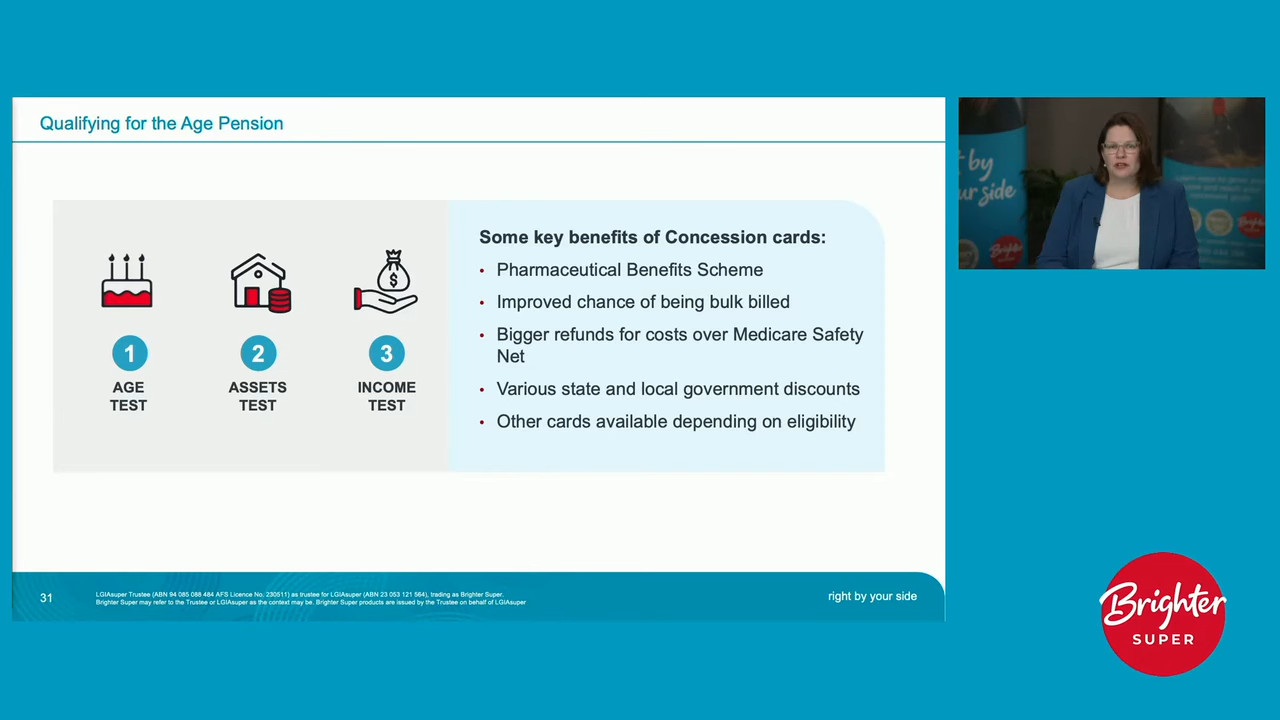 Qualifying for the Age Pension
1
AGE
TEST
2
ASSETS
TEST
$
3
INCOME
TEST
Some key benefits of Concession cards:
• Pharmaceutical Benefits Scheme
• Improved chance of being bulk billed
• Bigger refunds for costs over Medicare Safety
Net
• Various state and local government discounts
• Other cards available depending on eligibility
31
LGIAsuper Trustee (ABN 94 085 088 484 AFS Licence No. 230511) as trustee for LGIAsuper (ABN 23 053 121 564), trading as Brighter Super.
Brighter Super may refer to the Trustee or LGIAsuper as the context may be. Brighter Super products are issued by the Trustee on behalf of LGIAsuper
right by your side
by
side
Brighter
SUPER